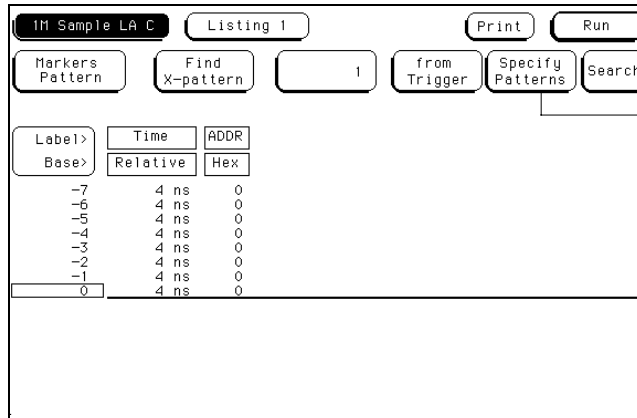 1M Sample LA C Listing 1 Print Run
Markers Pattern Find X-pattern 1 from Trigger Specify Patterns Search
Label> Time ADDR
Base> Relative Hex
-7 4 ns 0
-6 4 ns 0
-5 4 ns 0
-4 4 ns 0
-3 4 ns 0
-2 4 ns 0
-1 4 ns 0
0 4 ns 0